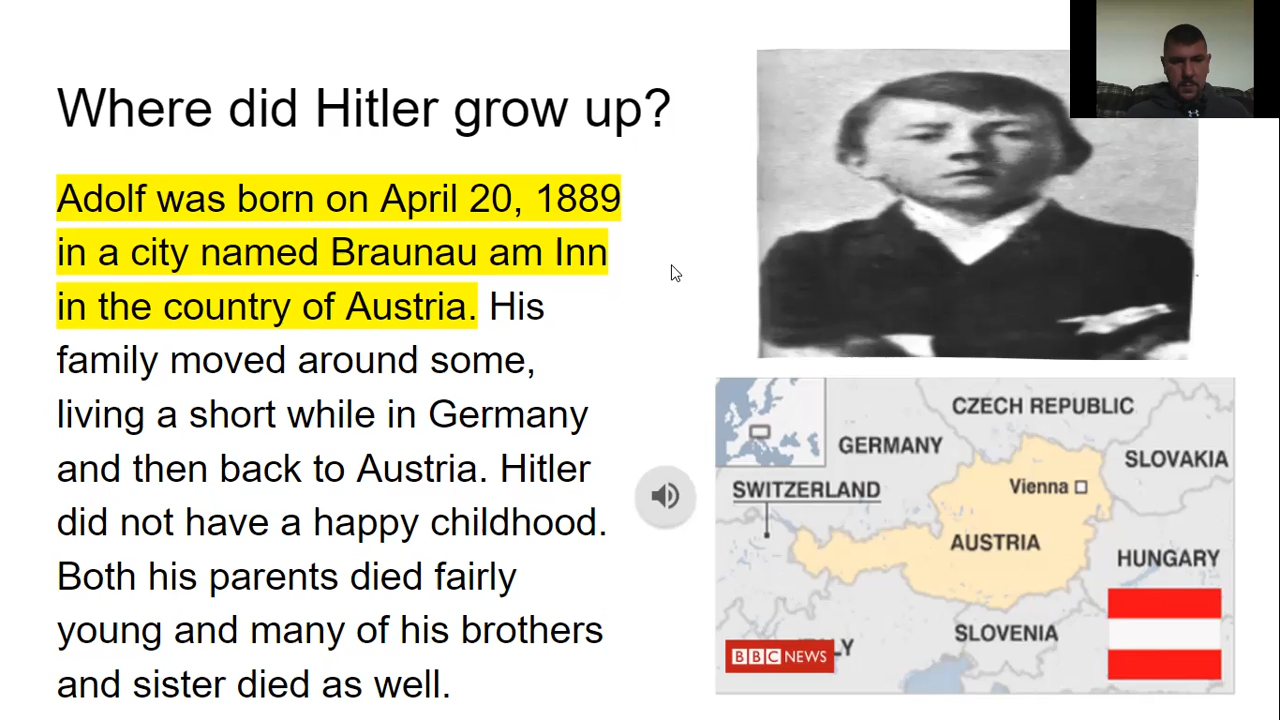 Where did Hitler grow up?
Adolf was born on April 20, 1889
in a city named Braunau am Inn
in the country of Austria. His
family moved around some,
living a short while in Germany
and then back to Austria. Hitler
did not have a happy childhood.
Both his parents died fairly
young and many of his brothers
and sister died as well.
CZECH REPUBLIC
GERMANY
SLOVAKIA
SWITZERLAND
Vienna
AUSTRIA
HUNGARY
SLOVENIA
LY
BBC NEWS